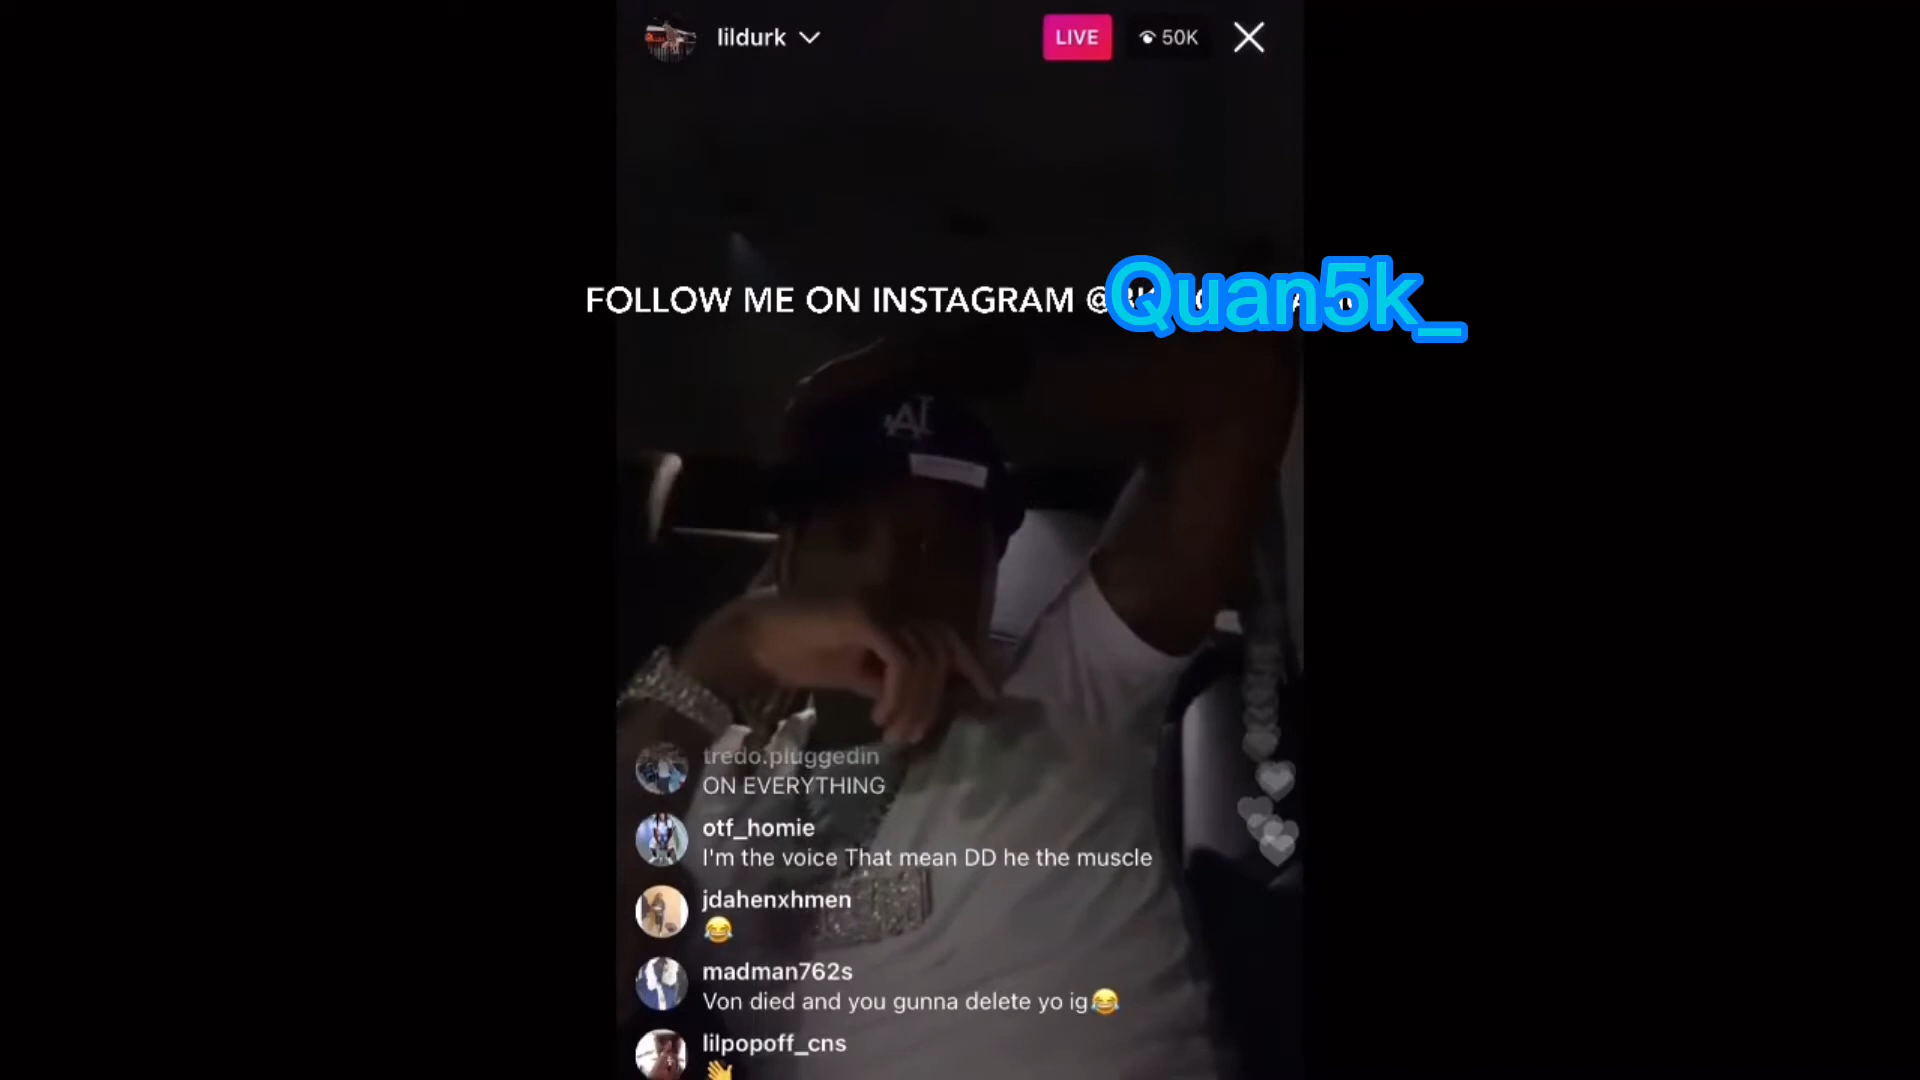 lildurk
LIVE
50K
FOLLOW ME ON INSTAGRAM @
Quan5k_
tredo.pluggedin
ON EVERYTHING
otf_homie
I'm the voice That mean DD he the muscle
jdahenxhmen
😂
madman762s
Von died and you gunna delete yo ig😂
lilpopoff_cns
👋